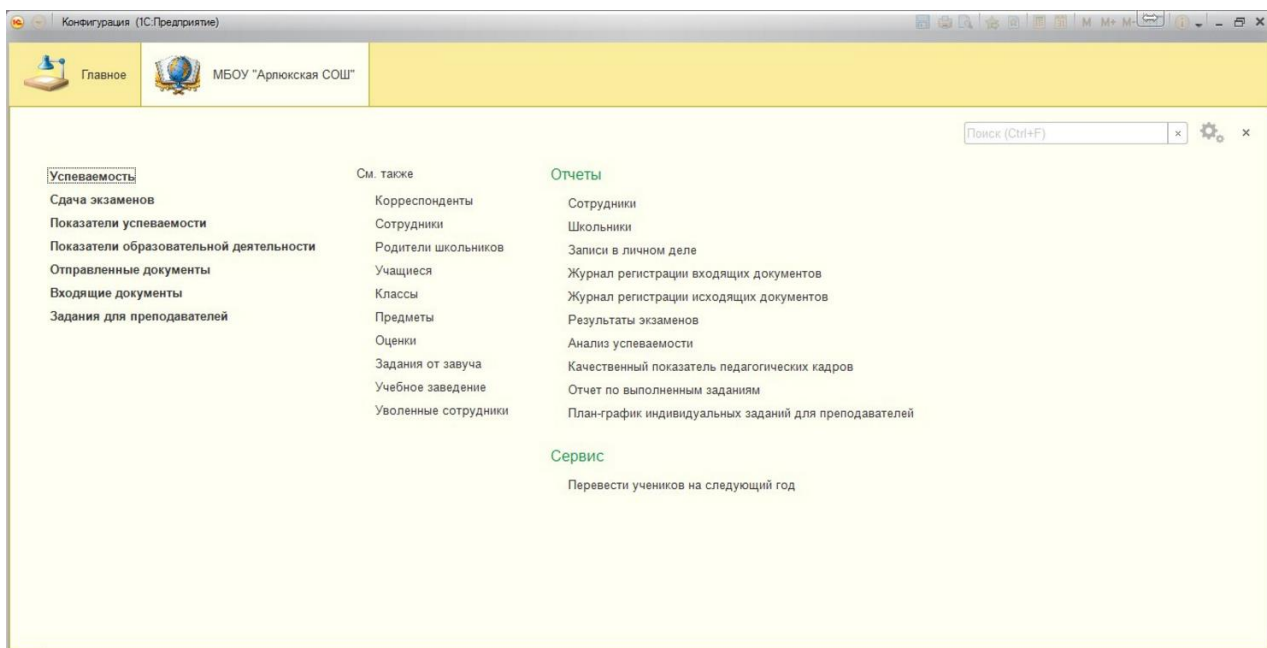 Конфигурация (1С:Предприятие)
M M+ M-
Главное
МБОУ "Арлюкская СОШ"
Поиск (Ctrl+F)
Успеваемость
Сдача экзаменов
Показатели успеваемости
Показатели образовательной деятельности
Отправленные документы
Входящие документы
Задания для преподавателей
См. также
Корреспонденты
Сотрудники
Родители школьников
Учащиеся
Классы
Предметы
Оценки
Задания от завуча
Учебное заведение
Уволенные сотрудники
Отчеты
Сотрудники
Школьники
Записи в личном деле
Журнал регистрации входящих документов
Журнал регистрации исходящих документов
Результаты экзаменов
Анализ успеваемости
Качественный показатель педагогических кадров
Отчет по выполненным заданиям
План-график индивидуальных заданий для преподавателей
Сервис
Перевести учеников на следующий год